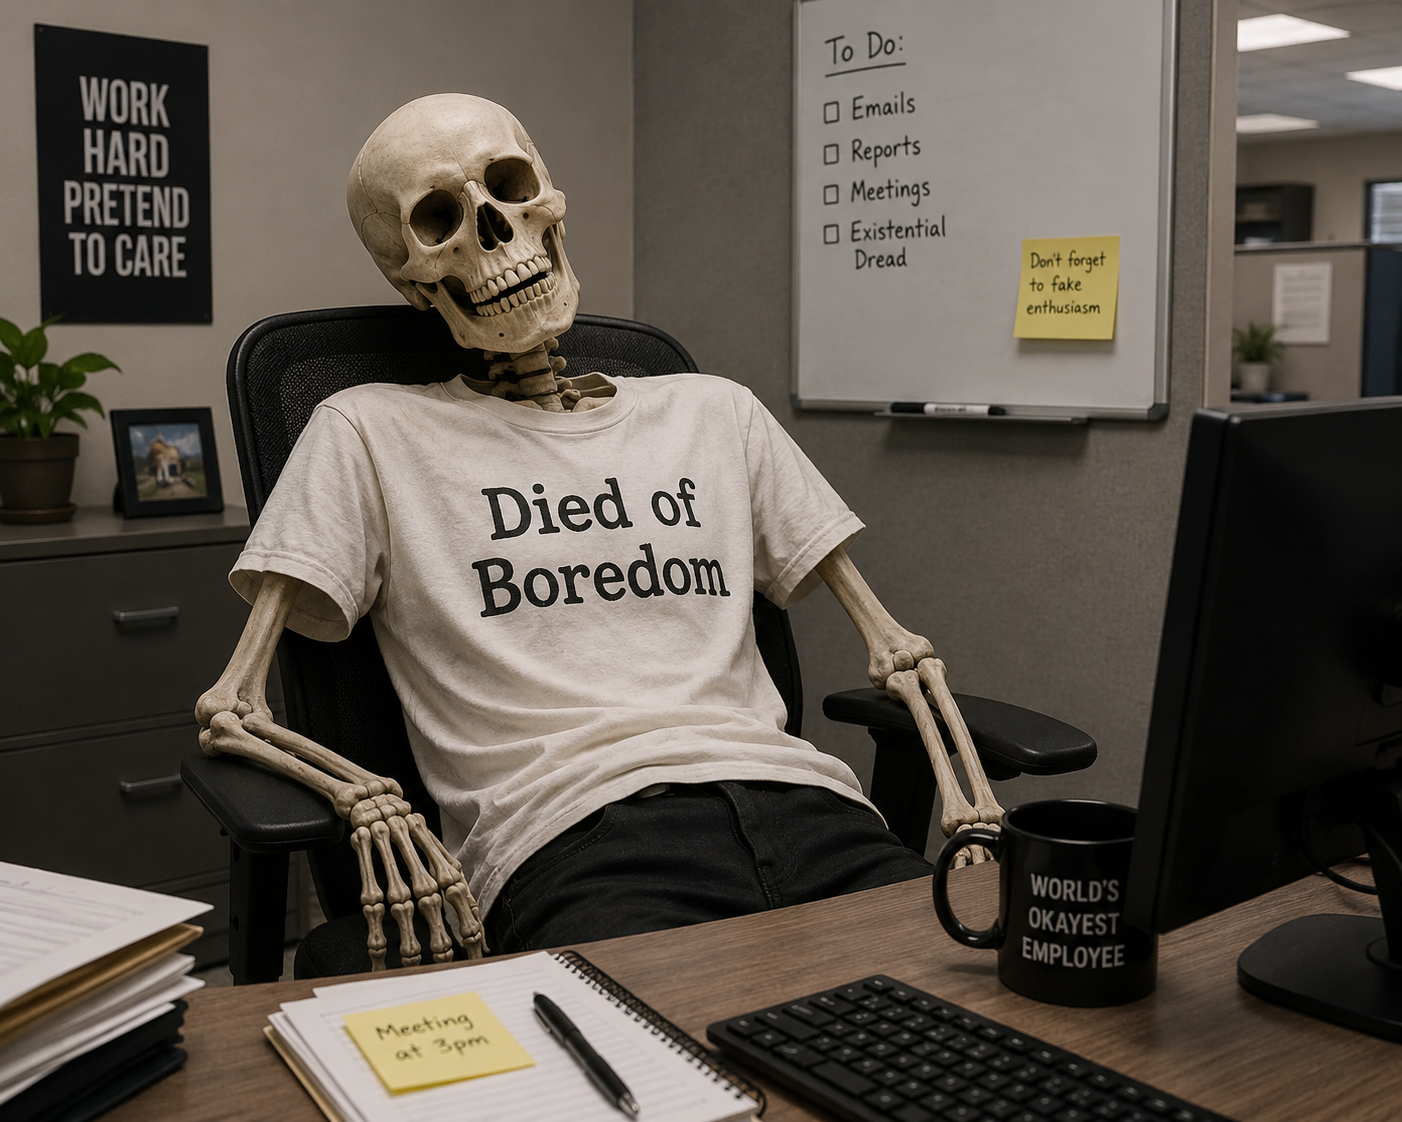 WORK
HARD
PRETEND
TO CARE
To Do:
Emails
Reports
Meetings
Existential
Dread
Don't forget
to fake
enthusiasm
Died of
Boredom
WORLD'S
OKAYEST
EMPLOYEE
Meeting
at 3pm